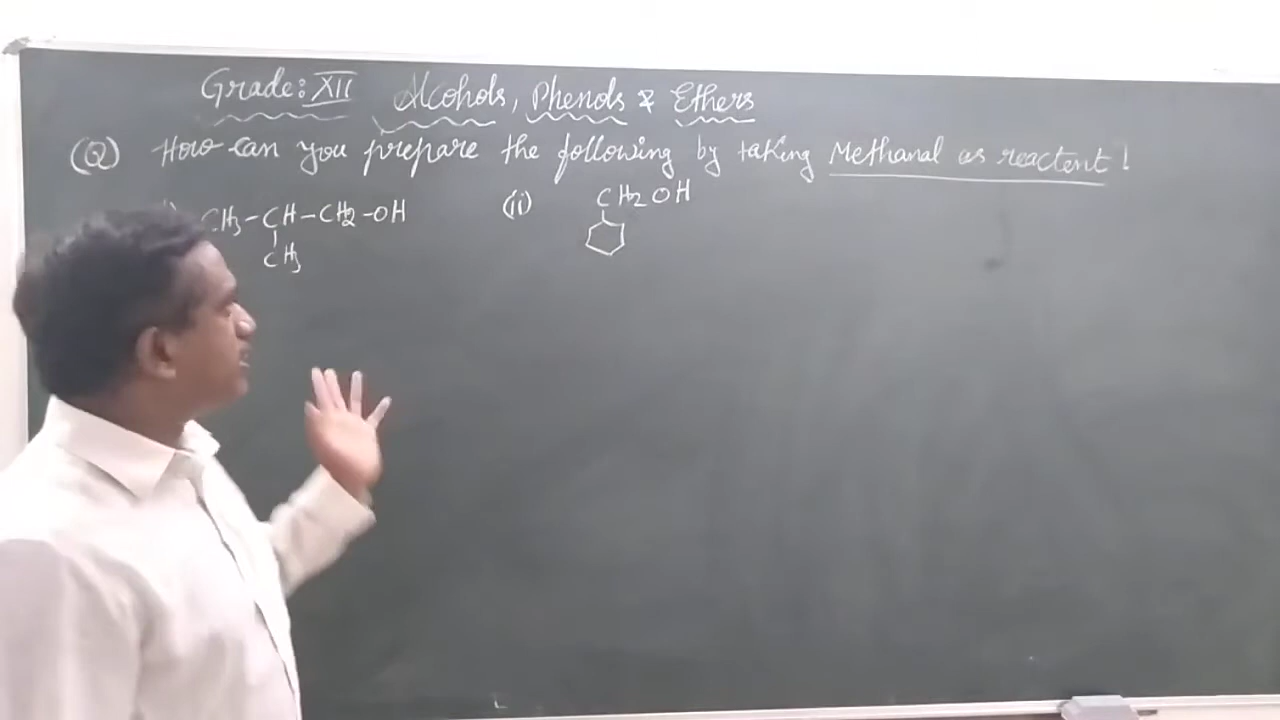 Grade: XII Alcohols, Phenols & Ethers
(Q) How can you prepare the following by taking Methanal as reactent!
i) CH3-CH-CH2-OH (ii) CH2OH
CH3